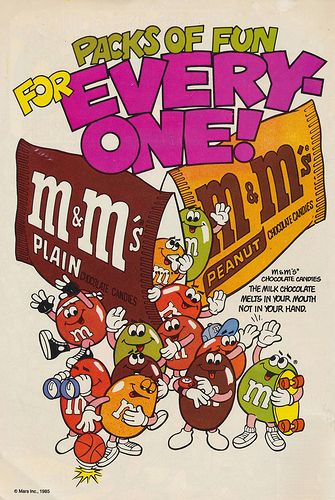 PACKS OF FUN
FOR EVERY-
ONE!
m&m's
PLAIN
CHOCOLATE CANDIES
m&m's
PEANUT
CHOCOLATE CANDIES
m
m&m's®
CHOCOLATE CANDIES
THE MILK CHOCOLATE
MELTS IN YOUR MOUTH
NOT IN YOUR HAND.
m
m
m
m
m
®
© Mars Inc., 1985